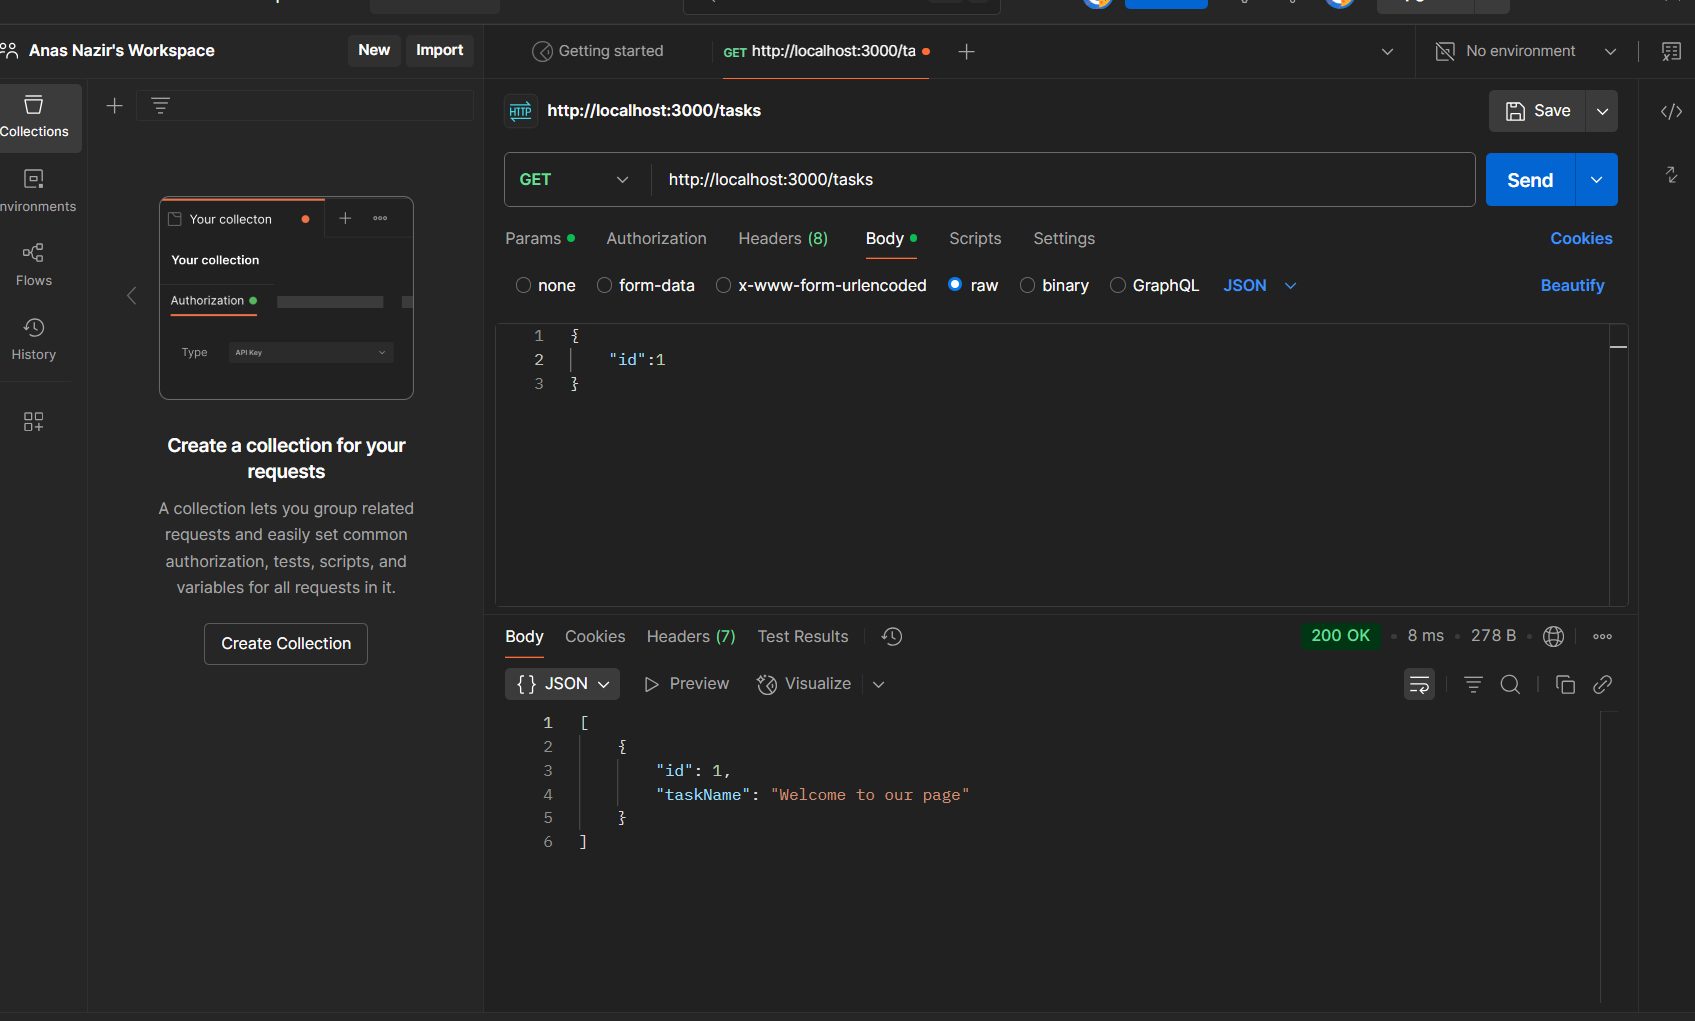 Anas Nazir's Workspace
New
Import
Getting started
GET http://localhost:3000/ta
No environment
Collections
nvironments
Flows
History
Your collecton
Your collection
Authorization
Type
API Key
Create a collection for your
requests
A collection lets you group related
requests and easily set common
authorization, tests, scripts, and
variables for all requests in it.
Create Collection
HTTP
http://localhost:3000/tasks
Save
GET
http://localhost:3000/tasks
Send
Params
Authorization
Headers (8)
Body
Scripts
Settings
Cookies
none
form-data
x-www-form-urlencoded
raw
binary
GraphQL
JSON
Beautify
1 {
2 "id":1
3 }
Body
Cookies
Headers (7)
Test Results
200 OK
8 ms
278 B
{} JSON
Preview
Visualize
1 [
2 {
3 "id": 1,
4 "taskName": "Welcome to our page"
5 }
6 ]